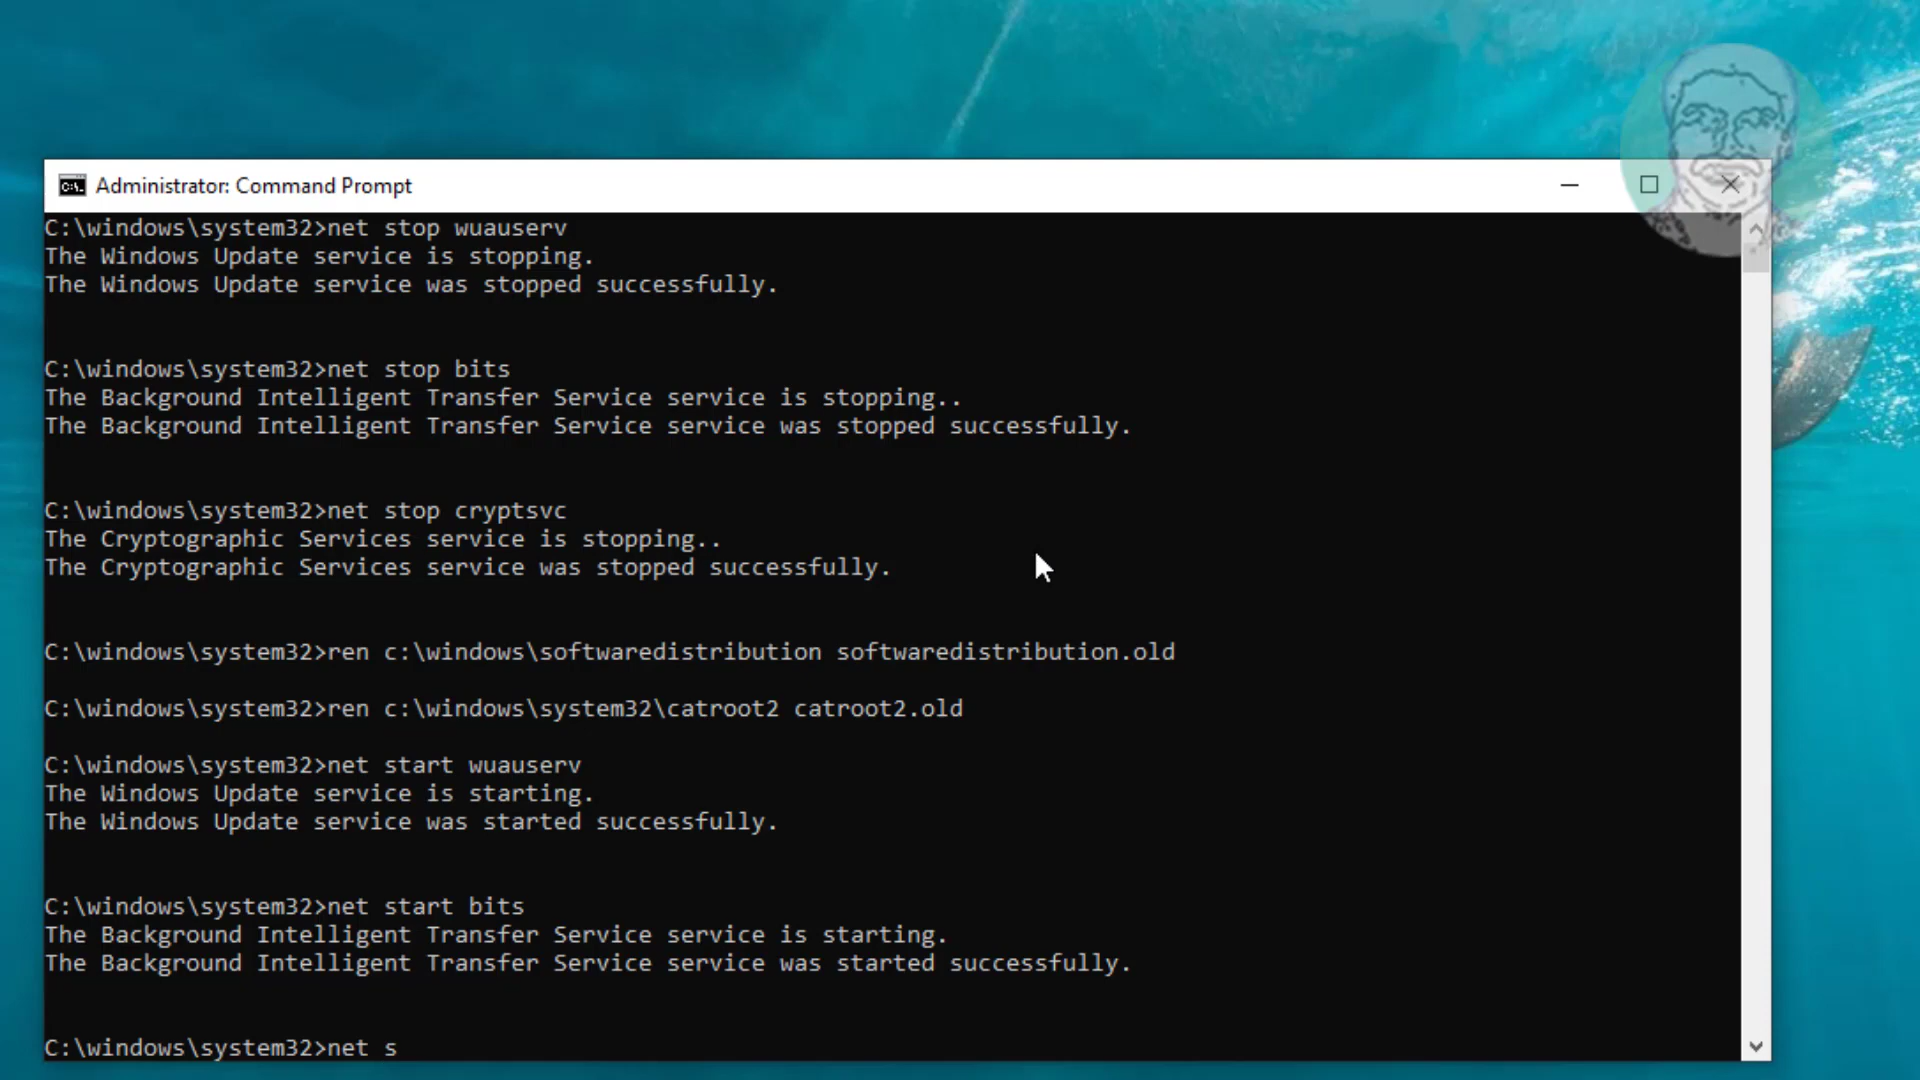 Administrator: Command Prompt
C:\windows\system32>net stop wuauserv
The Windows Update service is stopping.
The Windows Update service was stopped successfully.
C:\windows\system32>net stop bits
The Background Intelligent Transfer Service service is stopping..
The Background Intelligent Transfer Service service was stopped successfully.
C:\windows\system32>net stop cryptsvc
The Cryptographic Services service is stopping..
The Cryptographic Services service was stopped successfully.
C:\windows\system32>ren c:\windows\softwaredistribution softwaredistribution.old
C:\windows\system32>ren c:\windows\system32\catroot2 catroot2.old
C:\windows\system32>net start wuauserv
The Windows Update service is starting.
The Windows Update service was started successfully.
C:\windows\system32>net start bits
The Background Intelligent Transfer Service service is starting.
The Background Intelligent Transfer Service service was started successfully.
C:\windows\system32>net s